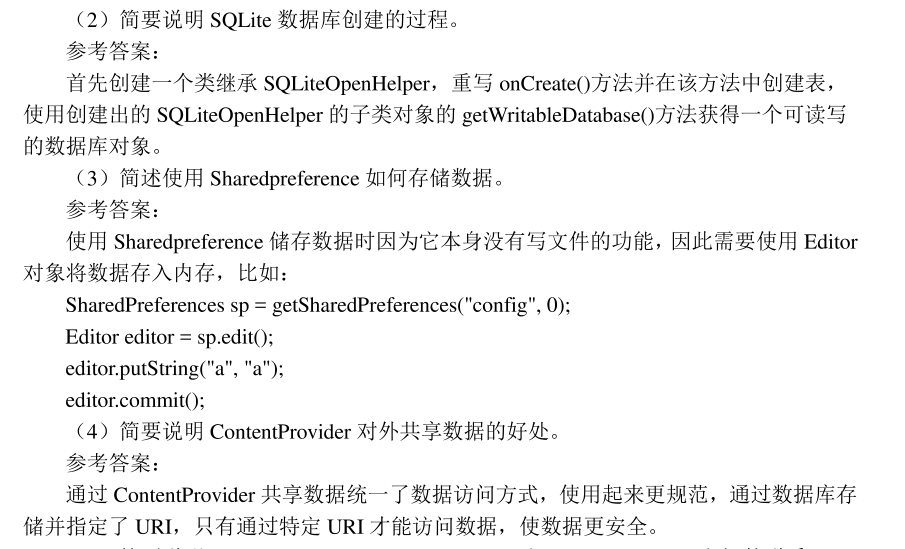 （2）简要说明 SQLite 数据库创建的过程。
参考答案：
首先创建一个类继承 SQLiteOpenHelper，重写 onCreate()方法并在该方法中创建表，
使用创建出的 SQLiteOpenHelper 的子类对象的 getWritableDatabase()方法获得一个可读写
的数据库对象。
（3）简述使用 Sharedpreference 如何存储数据。
参考答案：
使用 Sharedpreference 储存数据时因为它本身没有写文件的功能，因此需要使用 Editor
对象将数据存入内存，比如：
SharedPreferences sp = getSharedPreferences("config", 0);
Editor editor = sp.edit();
editor.putString("a", "a");
editor.commit();
（4）简要说明 ContentProvider 对外共享数据的好处。
参考答案：
通过 ContentProvider 共享数据统一了数据访问方式，使用起来更规范，通过数据库存
储并指定了 URI，只有通过特定 URI 才能访问数据，使数据更安全。